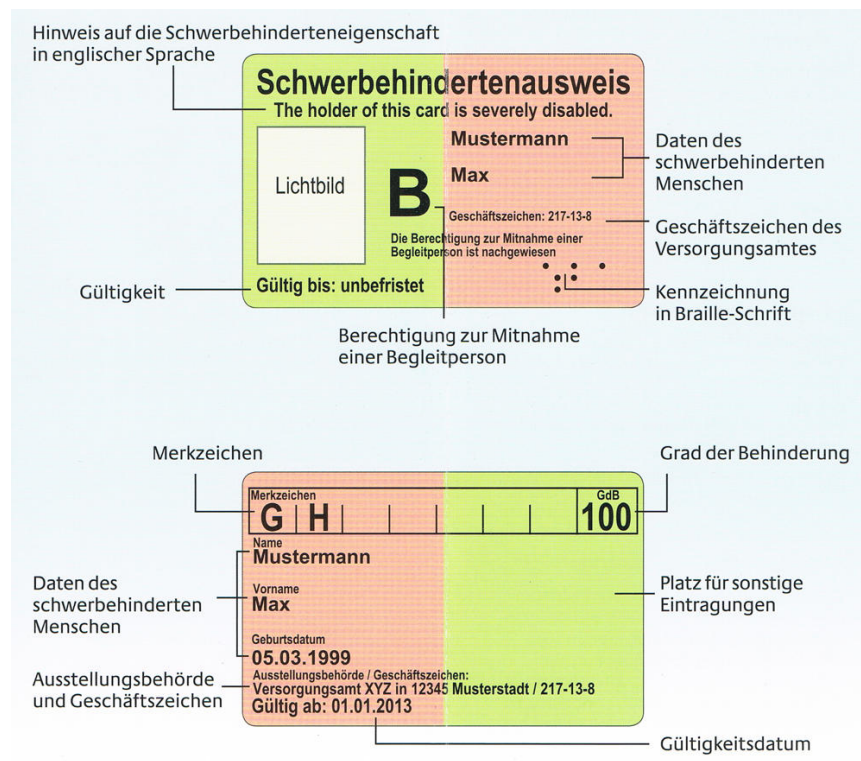 Hinweis auf die Schwerbehinderteneigenschaft
in englischer Sprache
Schwerbehindertenausweis
The holder of this card is severely disabled.
Lichtbild
B
Mustermann
Max
Daten des
schwerbehinderten
Menschen
Geschäftszeichen: 217-13-8
Geschäftszeichen des
Versorgungsamtes
Die Berechtigung zur Mitnahme einer
Begleitperson ist nachgewiesen
Gültigkeit
Gültig bis: unbefristet
Kennzeichnung
in Braille-Schrift
Berechtigung zur Mitnahme
einer Begleitperson
Merkzeichen
Grad der Behinderung
Merkzeichen
G H
GdB
100
Name
Mustermann
Vorname
Max
Geburtsdatum
05.03.1999
Daten des
schwerbehinderten
Menschen
Platz für sonstige
Eintragungen
Ausstellungsbehörde
und Geschäftszeichen
Ausstellungsbehörde / Geschäftszeichen:
Versorgungsamt XYZ in 12345 Musterstadt / 217-13-8
Gültig ab: 01.01.2013
Gültigkeitsdatum